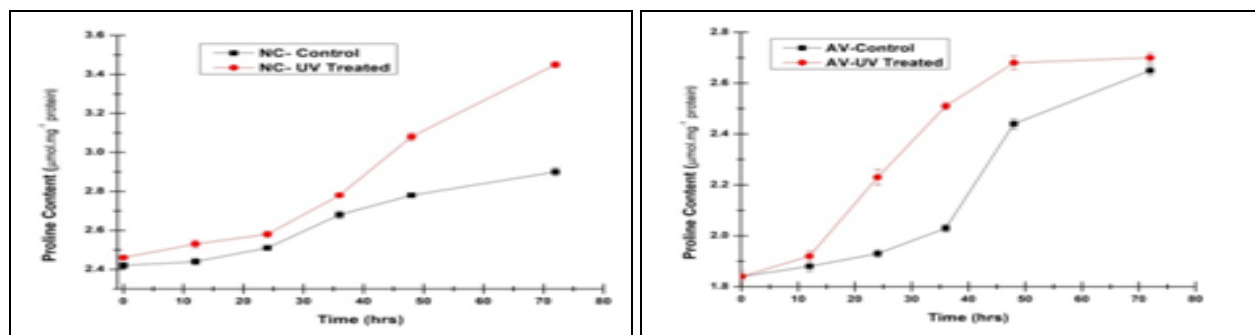 3.6
3.4
3.2
3.0
2.8
2.6
2.4
Proline Content (µmol.mg⁻¹ protein)
NC- Control
NC- UV Treated
0 10 20 30 40 50 60 70 80
Time (hrs)
2.8
2.6
2.4
2.2
2.0
1.8
Proline Content (µmol.mg⁻¹ protein)
AV-Control
AV-UV Treated
0 10 20 30 40 50 60 70 80
Time (hrs)